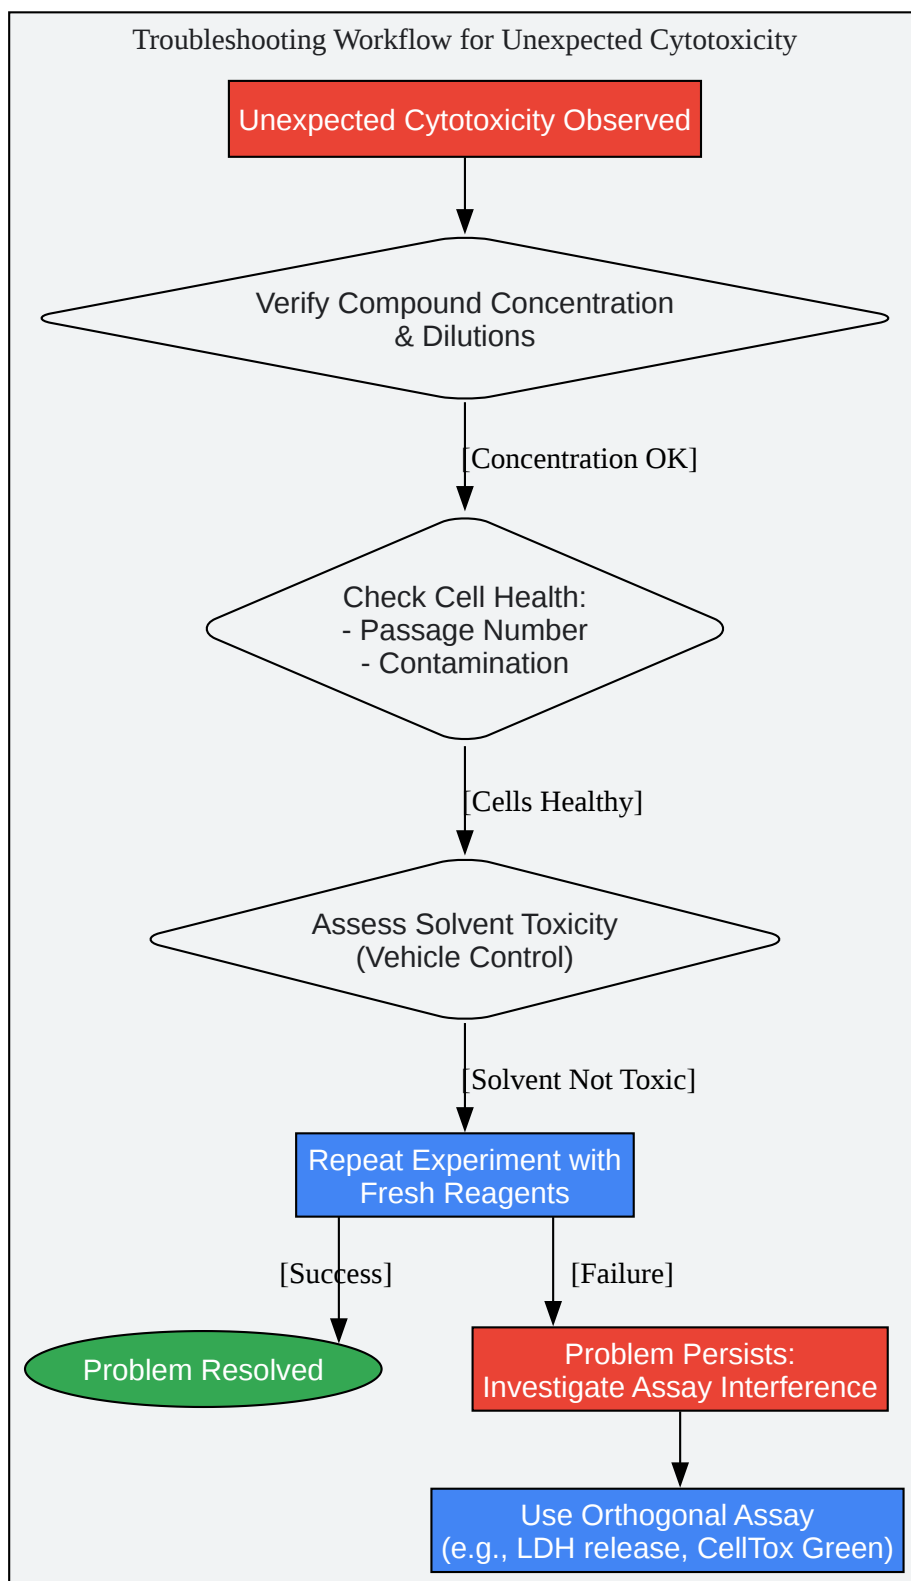 Troubleshooting Workflow for Unexpected Cytotoxicity
Unexpected Cytotoxicity Observed
Verify Compound Concentration
& Dilutions
[Concentration OK]
Check Cell Health:
- Passage Number
- Contamination
[Cells Healthy]
Assess Solvent Toxicity
(Vehicle Control)
[Solvent Not Toxic]
Repeat Experiment with
Fresh Reagents
[Success]
[Failure]
Problem Resolved
Problem Persists:
Investigate Assay Interference
Use Orthogonal Assay
(e.g., LDH release, CellTox Green)